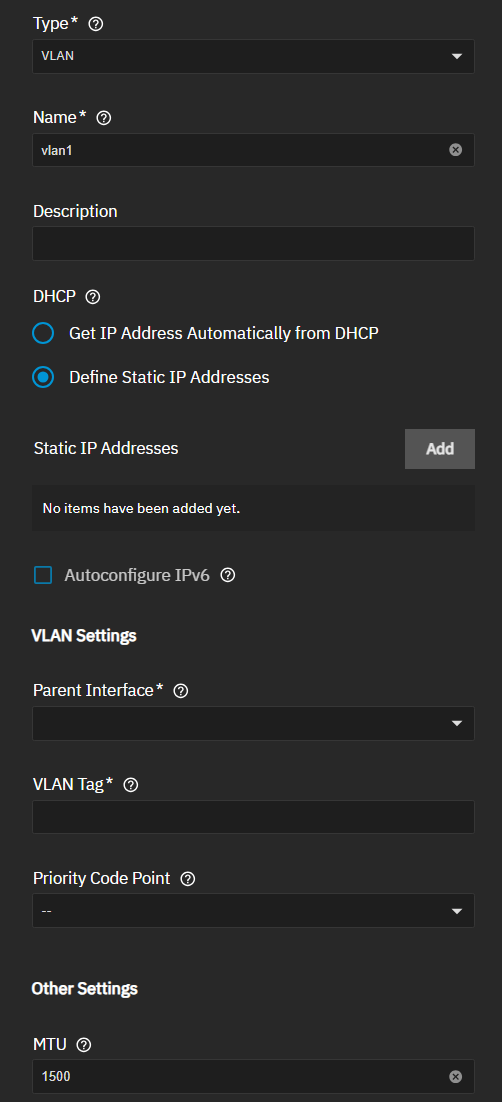 Type*
VLAN
Name*
vlan1
Description
DHCP
Get IP Address Automatically from DHCP
Define Static IP Addresses
Static IP Addresses
Add
No items have been added yet.
Autoconfigure IPv6
VLAN Settings
Parent Interface*
VLAN Tag*
Priority Code Point
--
Other Settings
MTU
1500